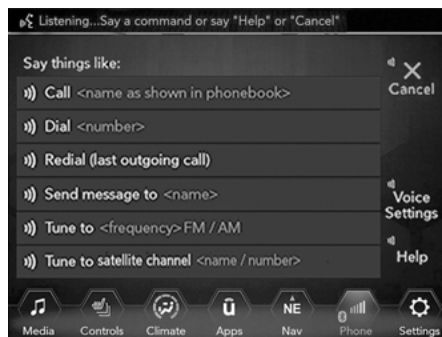 Listening...Say a command or say "Help" or "Cancel"
Say things like:
Call <name as shown in phonebook>
Cancel
Dial <number>
Redial (last outgoing call)
Send message to <name>
Voice
Settings
Tune to <frequency> FM / AM
Help
Tune to satellite channel <name / number>
Media Controls Climate Apps Nav Phone Settings
û
NE